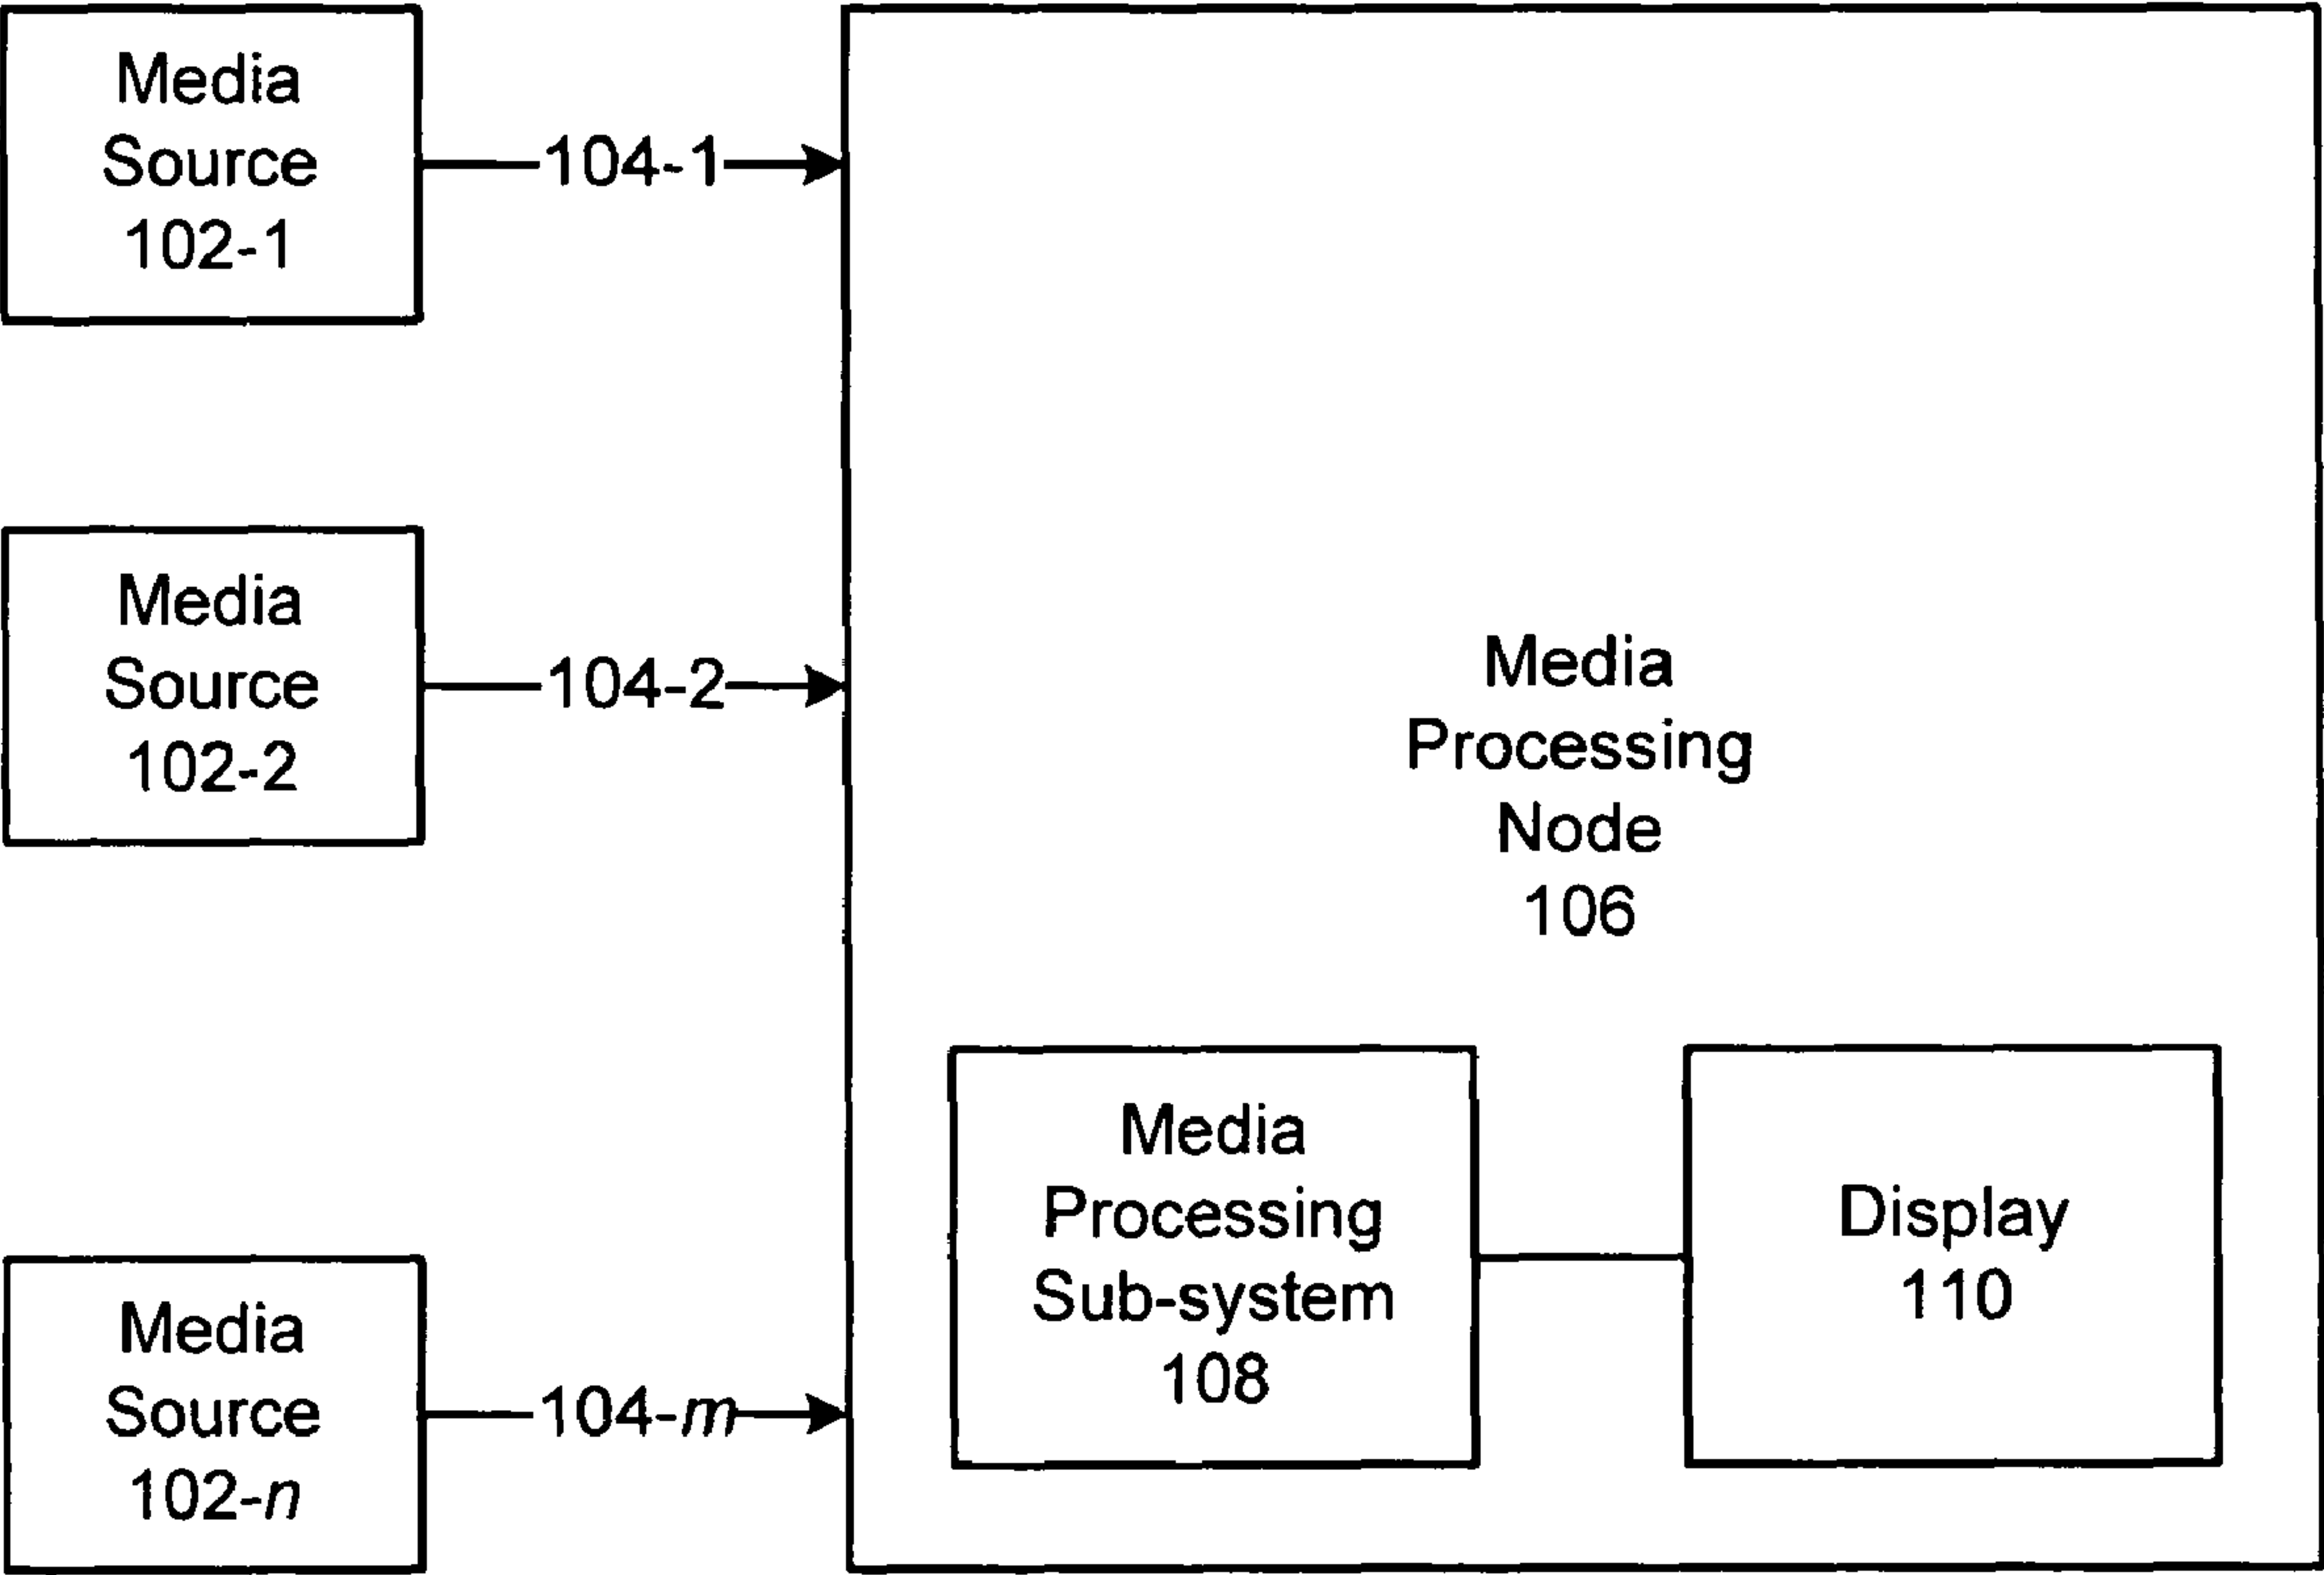 Media
Source
102-1
104-1
Media
Source
102-2
104-2
Media
Source
102-n
104-m
Media
Processing
Node
106
Media
Processing
Sub-system
108
Display
110